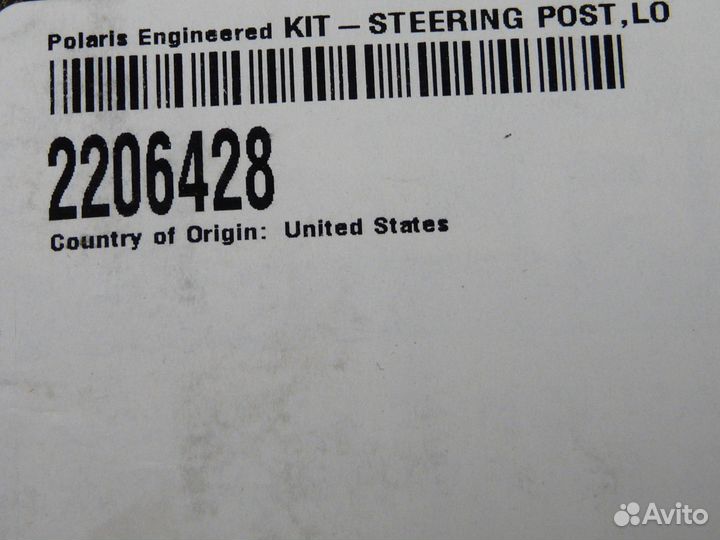 Polaris Engineered KIT – STEERING POST,LO
2206428
Country of Origin: United States
Avito